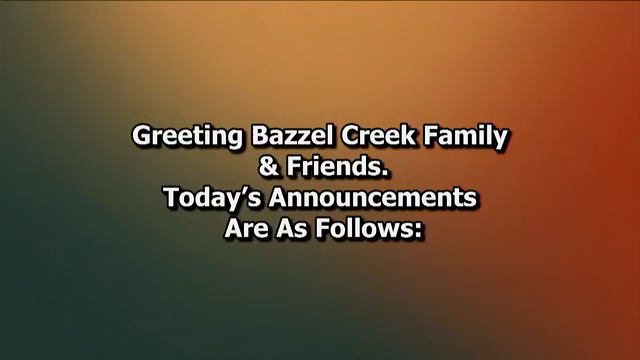 Greeting Bazzel Creek Family
& Friends.
Today's Announcements
Are As Follows: